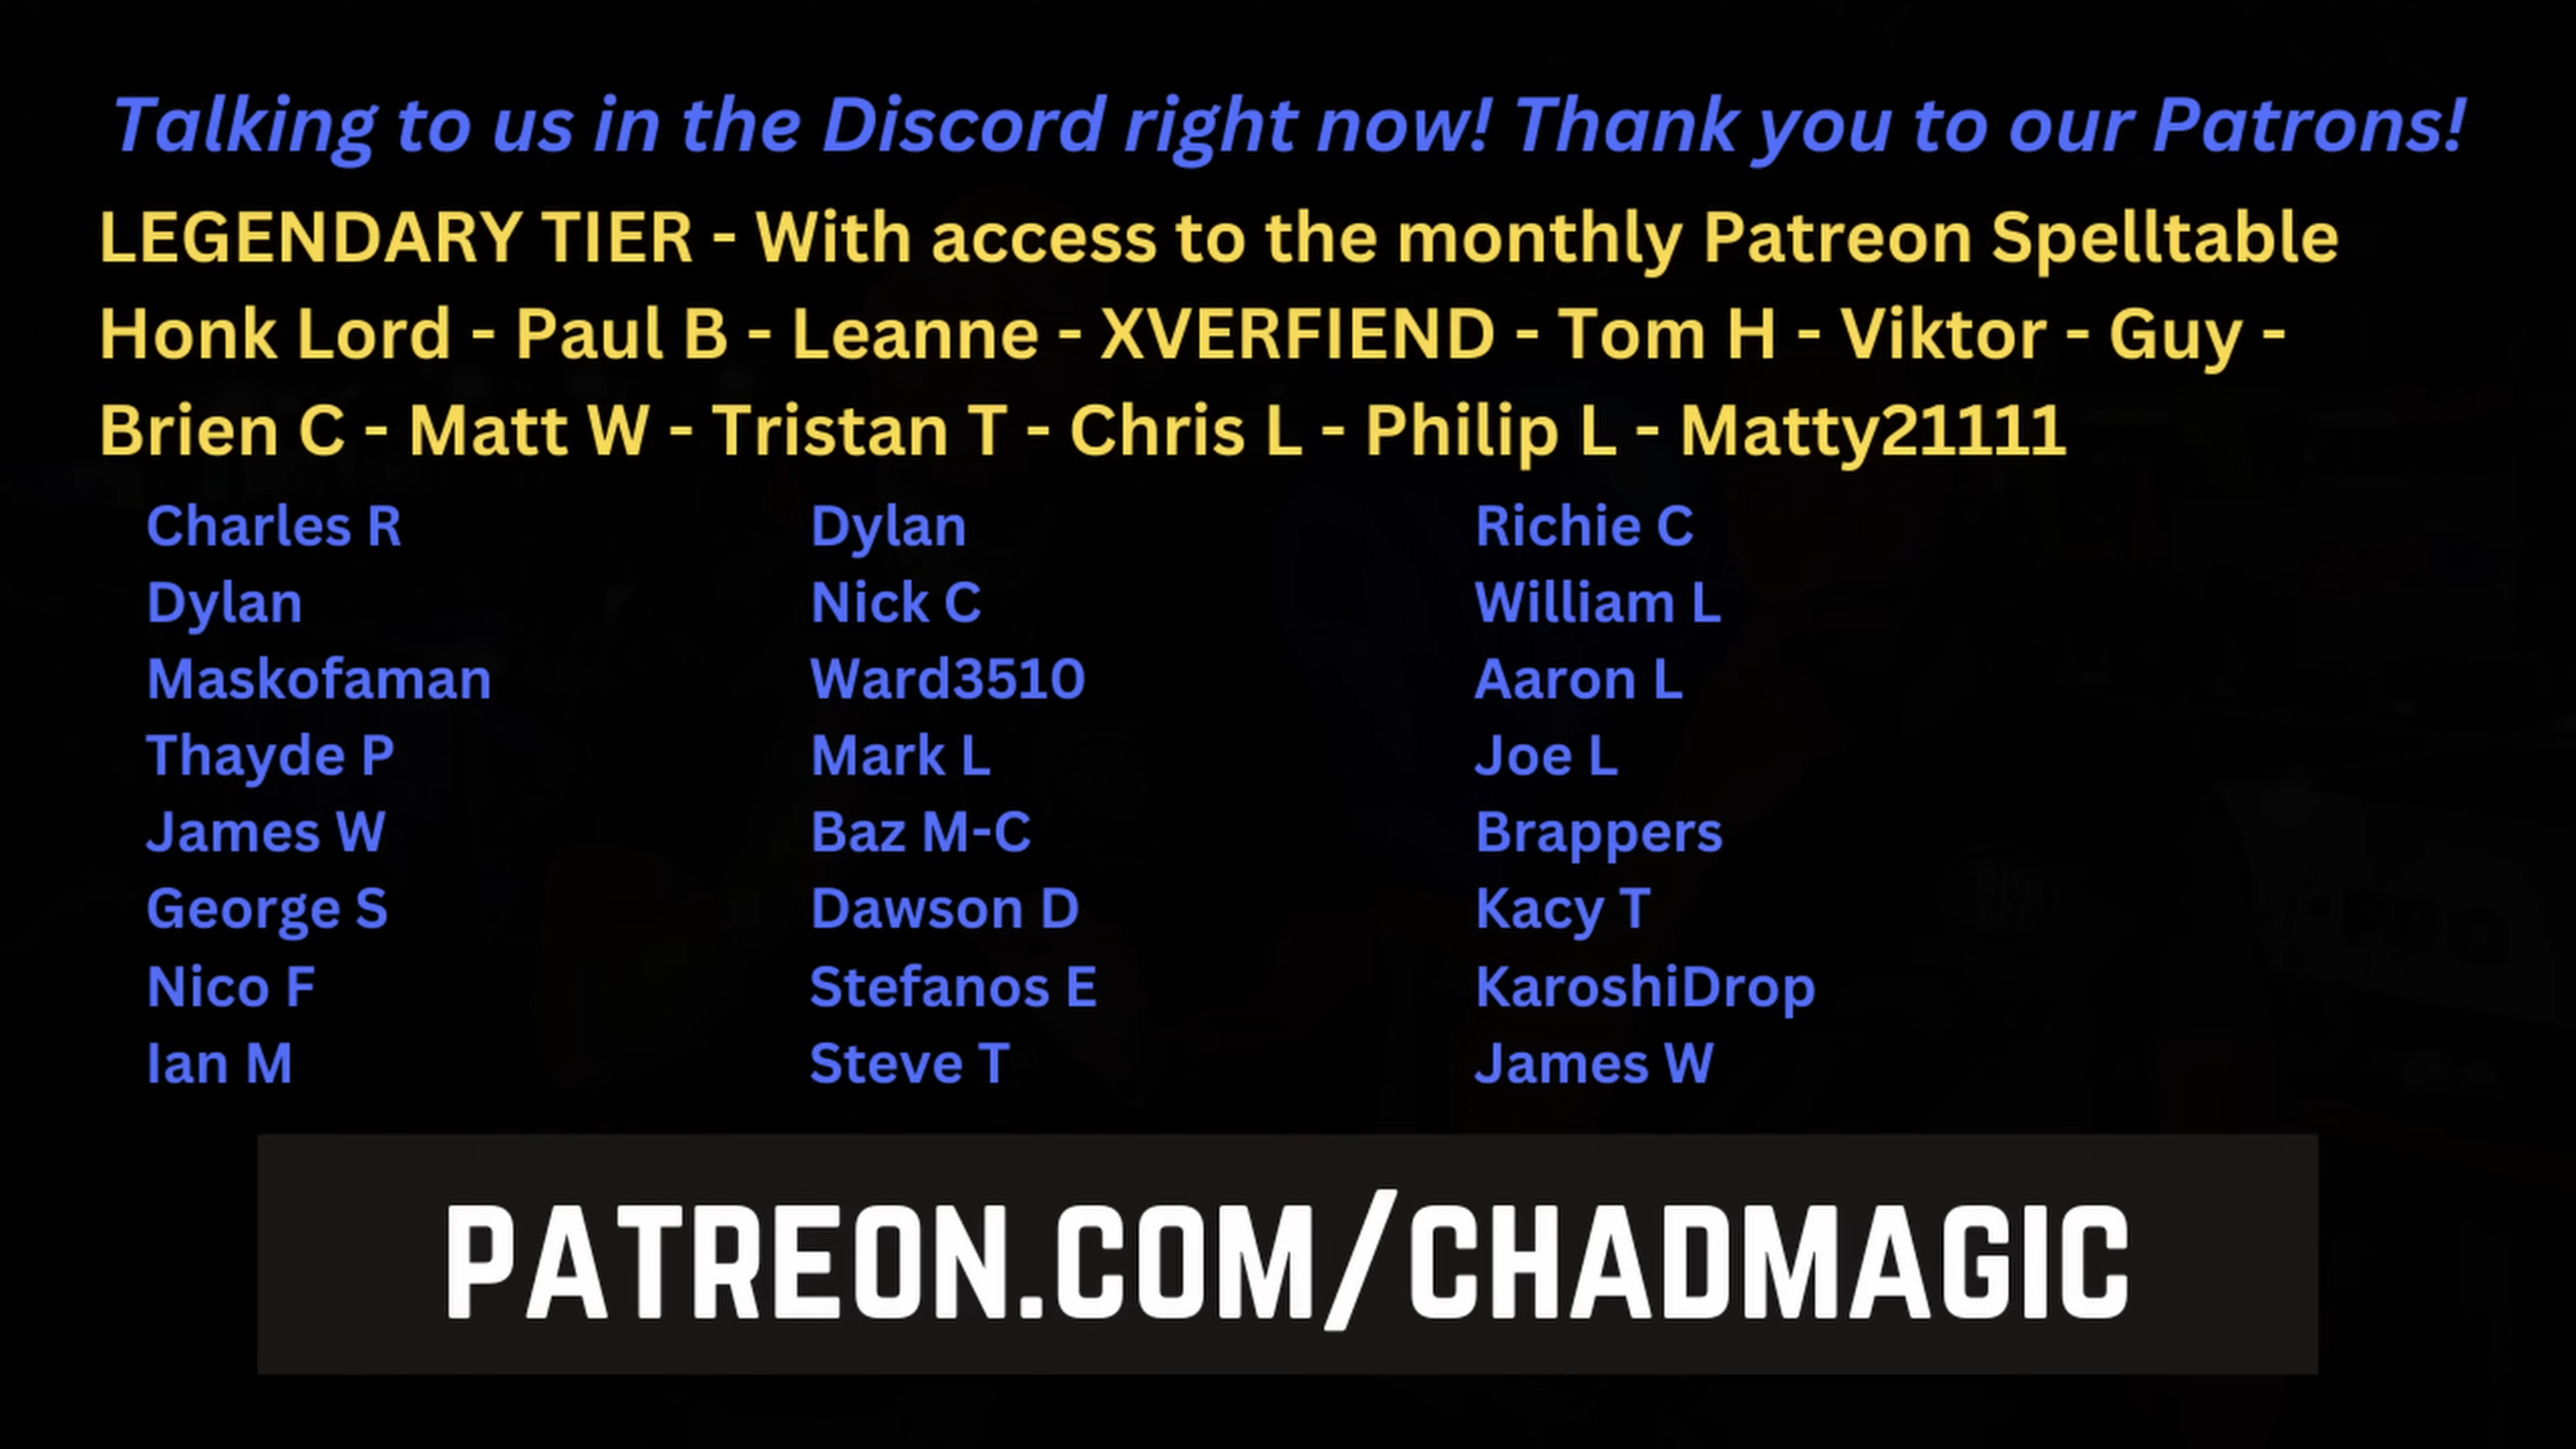 Talking to us in the Discord right now! Thank you to our Patrons!
LEGENDARY TIER - With access to the monthly Patreon Spelltable
Honk Lord - Paul B - Leanne - XVERFIEND - Tom H - Viktor - Guy -
Brien C - Matt W - Tristan T - Chris L - Philip L - Matty21111
Charles R
Dylan
Maskofaman
Thayde P
James W
George S
Nico F
Ian M
Dylan
Nick C
Ward3510
Mark L
Baz M-C
Dawson D
Stefanos E
Steve T
Richie C
William L
Aaron L
Joe L
Brappers
Kacy T
KaroshiDrop
James W
PATREON.COM/CHADMAGIC